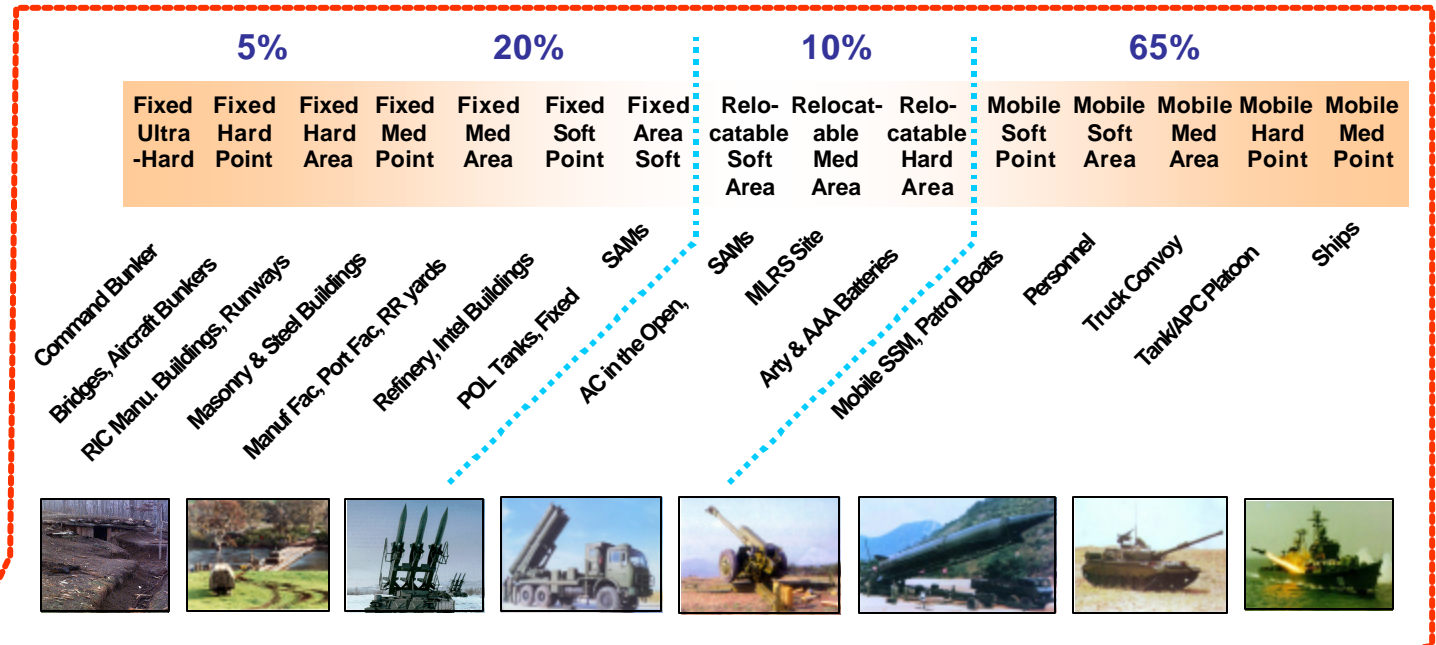 5% 20% 10% 65%
Fixed Ultra -Hard
Fixed Hard Point
Fixed Hard Area
Fixed Med Point
Fixed Med Area
Fixed Soft Point
Fixed Area Soft
Relo- catable Soft Area
Relocat- able Med Area
Relo- catable Hard Area
Mobile Soft Point
Mobile Soft Area
Mobile Med Area
Mobile Hard Point
Mobile Med Point
Command Bunker
Bridges, Aircraft Bunkers
RIC Manu. Buildings, Runways
Masonry & Steel Buildings
Manuf Fac, Port Fac, RR yards
Refinery, Intel Buildings
POL Tanks, Fixed SAMs
AC in the Open, SAMs
MLRS Site
Arty & AAA Batteries
Mobile SSM, Patrol Boats
Personnel
Truck Convoy
Tank/APC Platoon
Ships